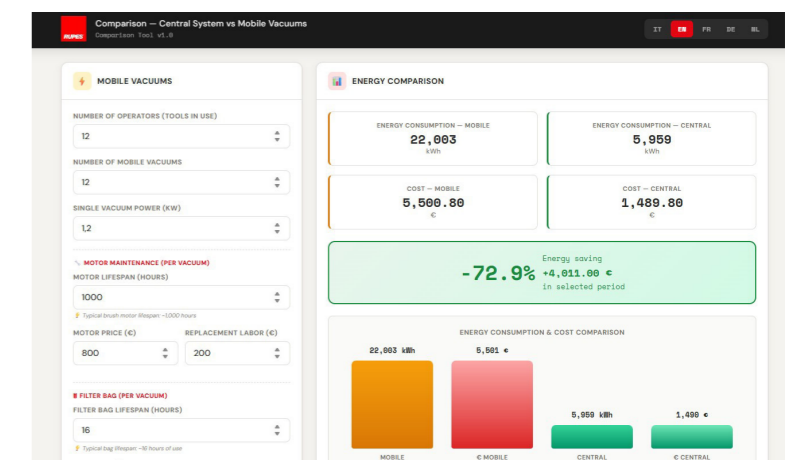 RUPES
Comparison — Central System vs Mobile Vacuums
Comparison Tool v1.0
IT EN FR DE NL
MOBILE VACUUMS
NUMBER OF OPERATORS (TOOLS IN USE)
12
NUMBER OF MOBILE VACUUMS
12
SINGLE VACUUM POWER (KW)
1,2
MOTOR MAINTENANCE (PER VACUUM)
MOTOR LIFESPAN (HOURS)
1000
Typical brush motor lifespan: ~1000 hours
MOTOR PRICE (€) REPLACEMENT LABOR (€)
800 200
FILTER BAG (PER VACUUM)
FILTER BAG LIFESPAN (HOURS)
16
Typical bag lifespan: ~16 hours of use
ENERGY COMPARISON
ENERGY CONSUMPTION — MOBILE
22,003
kWh
ENERGY CONSUMPTION — CENTRAL
5,959
kWh
COST — MOBILE
5,500.80
€
COST — CENTRAL
1,489.80
€
-72.9%
Energy saving
+4,011.00 €
in selected period
ENERGY CONSUMPTION & COST COMPARISON
22,003 kWh 5,501 € 5,959 kWh 1,490 €
MOBILE € MOBILE CENTRAL € CENTRAL